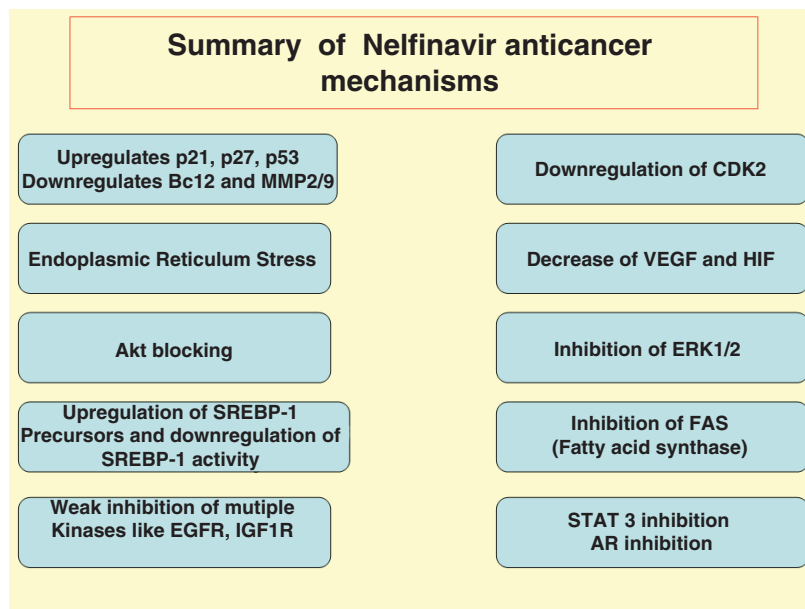 Summary of Nelfinavir anticancer
mechanisms
Upregulates p21, p27, p53
Downregulates Bc12 and MMP2/9
Downregulation of CDK2
Endoplasmic Reticulum Stress
Decrease of VEGF and HIF
Akt blocking
Inhibition of ERK1/2
Upregulation of SREBP-1
Precursors and downregulation of
SREBP-1 activity
Inhibition of FAS
(Fatty acid synthase)
Weak inhibition of mutiple
Kinases like EGFR, IGF1R
STAT 3 inhibition
AR inhibition